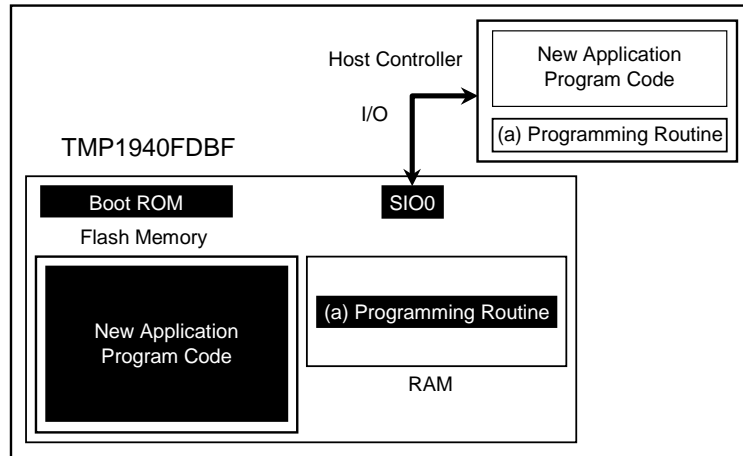 New Application
Program Code
(a) Programming Routine
Host Controller
I/O
TMP1940FDBF
Boot ROM
SIO0
Flash Memory
New Application
Program Code
(a) Programming Routine
RAM